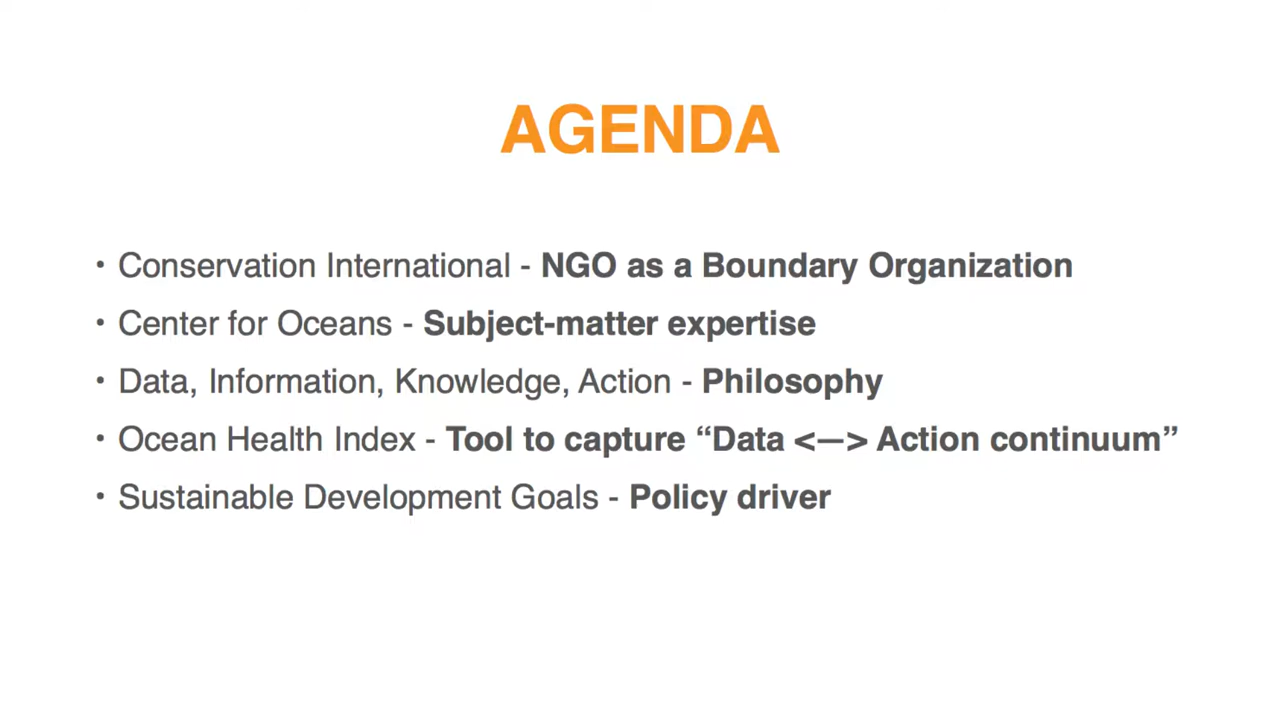 AGENDA
• Conservation International - NGO as a Boundary Organization
• Center for Oceans - Subject-matter expertise
• Data, Information, Knowledge, Action - Philosophy
• Ocean Health Index - Tool to capture “Data <—> Action continuum”
• Sustainable Development Goals - Policy driver